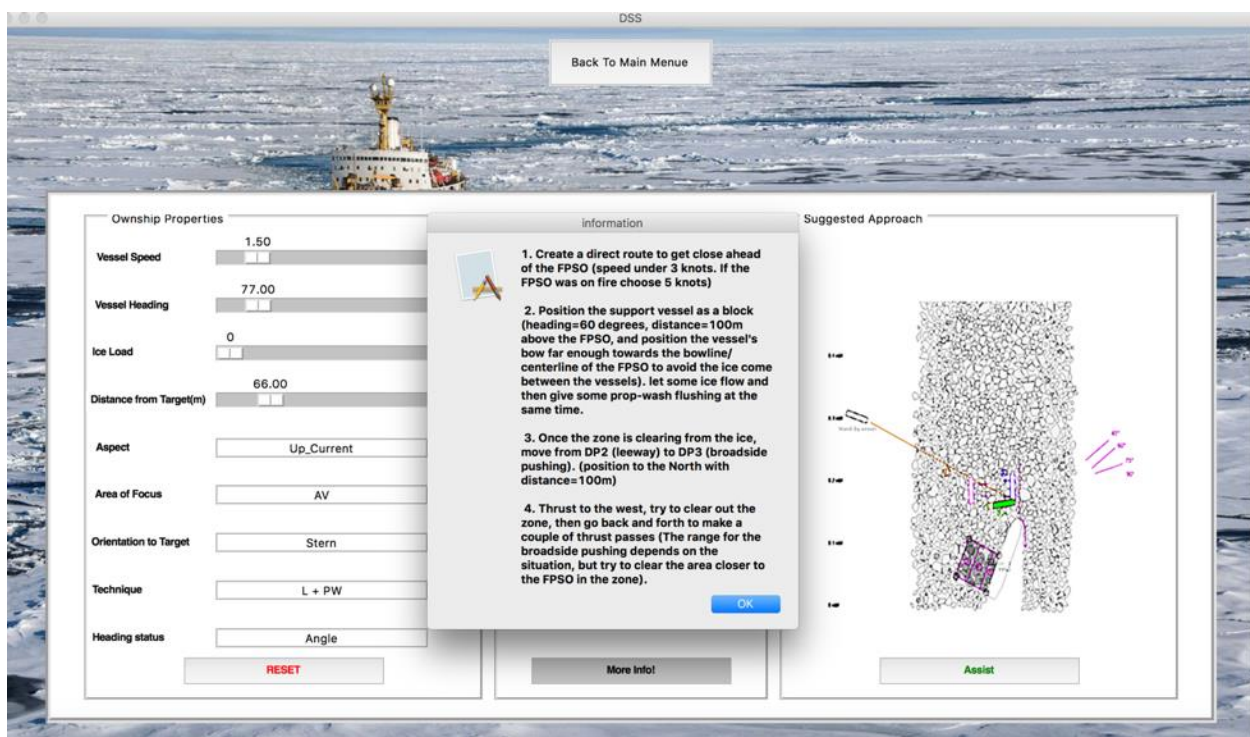 DSS
Back To Main Menue
Ownship Properties
Vessel Speed
1.50
Vessel Heading
77.00
Ice Load
0
Distance from Target(m)
66.00
Aspect
Up_Current
Area of Focus
AV
Orientation to Target
Stern
Technique
L + PW
Heading status
Angle
RESET
information
1. Create a direct route to get close ahead
of the FPSO (speed under 3 knots. If the
FPSO was on fire choose 5 knots)
2. Position the support vessel as a block
(heading=60 degrees, distance=100m
above the FPSO, and position the vessel's
bow far enough towards the bowline/
centerline of the FPSO to avoid the ice come
between the vessels). let some ice flow and
then give some prop-wash flushing at the
same time.
3. Once the zone is clearing from the ice,
move from DP2 (leeway) to DP3 (broadside
pushing). (position to the North with
distance=100m)
4. Thrust to the west, try to clear out the
zone, then go back and forth to make a
couple of thrust passes (The range for the
broadside pushing depends on the
situation, but try to clear the area closer to
the FPSO in the zone).
OK
More Info!
Suggested Approach
Assist